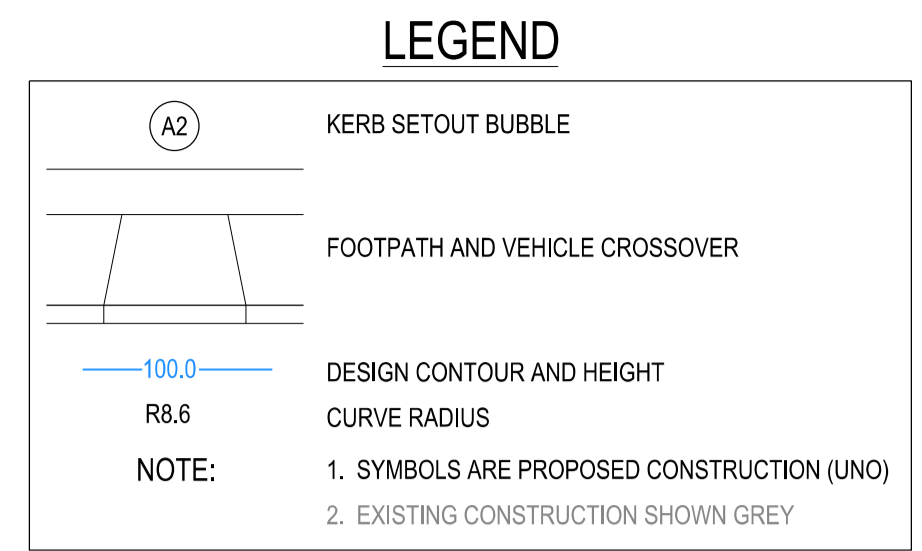 LEGEND
A2 KERB SETOUT BUBBLE
FOOTPATH AND VEHICLE CROSSOVER
100.0 DESIGN CONTOUR AND HEIGHT
R8.6 CURVE RADIUS
NOTE: 1. SYMBOLS ARE PROPOSED CONSTRUCTION (UNO)
2. EXISTING CONSTRUCTION SHOWN GREY